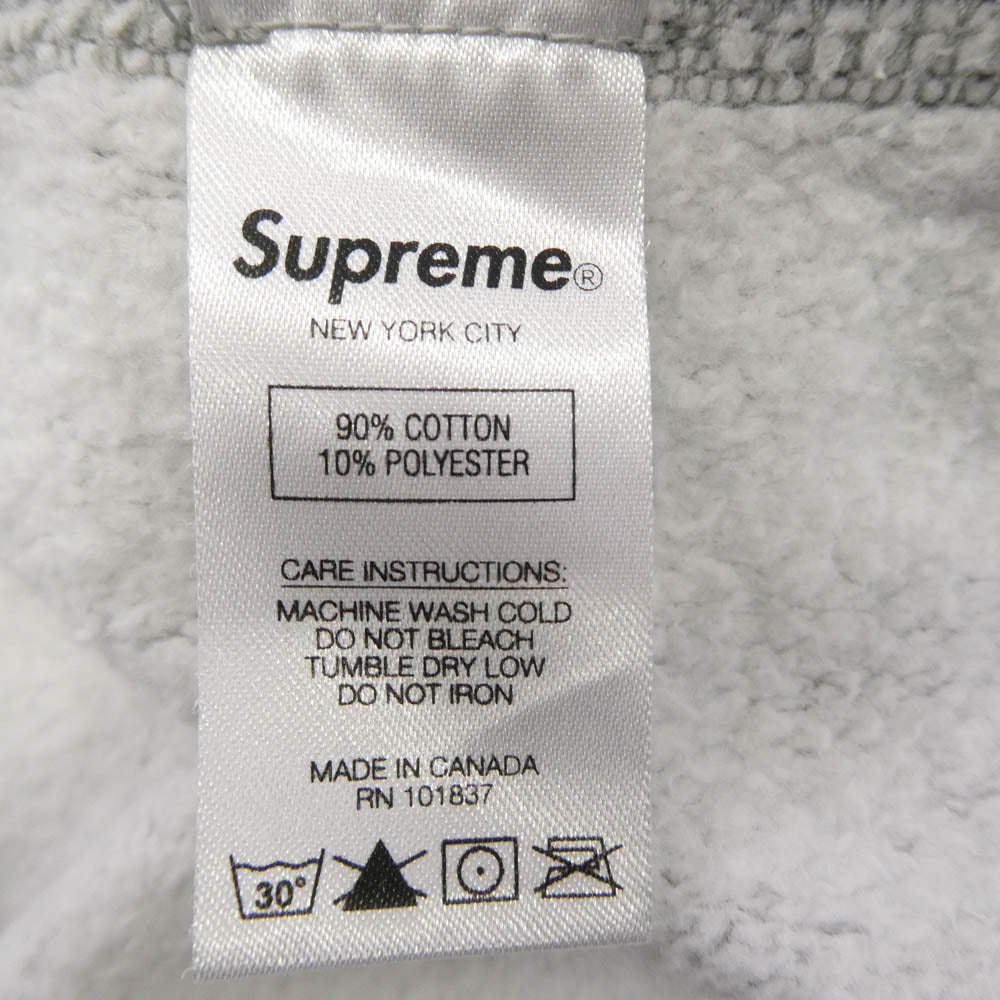 Supreme®
NEW YORK CITY
90% COTTON
10% POLYESTER
CARE INSTRUCTIONS:
MACHINE WASH COLD
DO NOT BLEACH
TUMBLE DRY LOW
DO NOT IRON
MADE IN CANADA
RN 101837
30°